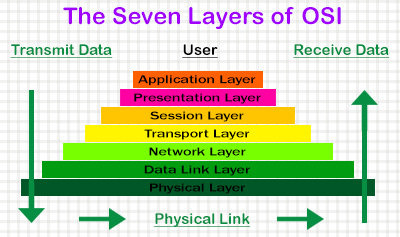 The Seven Layers of OSI
Transmit Data User Receive Data
Application Layer
Presentation Layer
Session Layer
Transport Layer
Network Layer
Data Link Layer
Physical Layer
Physical Link